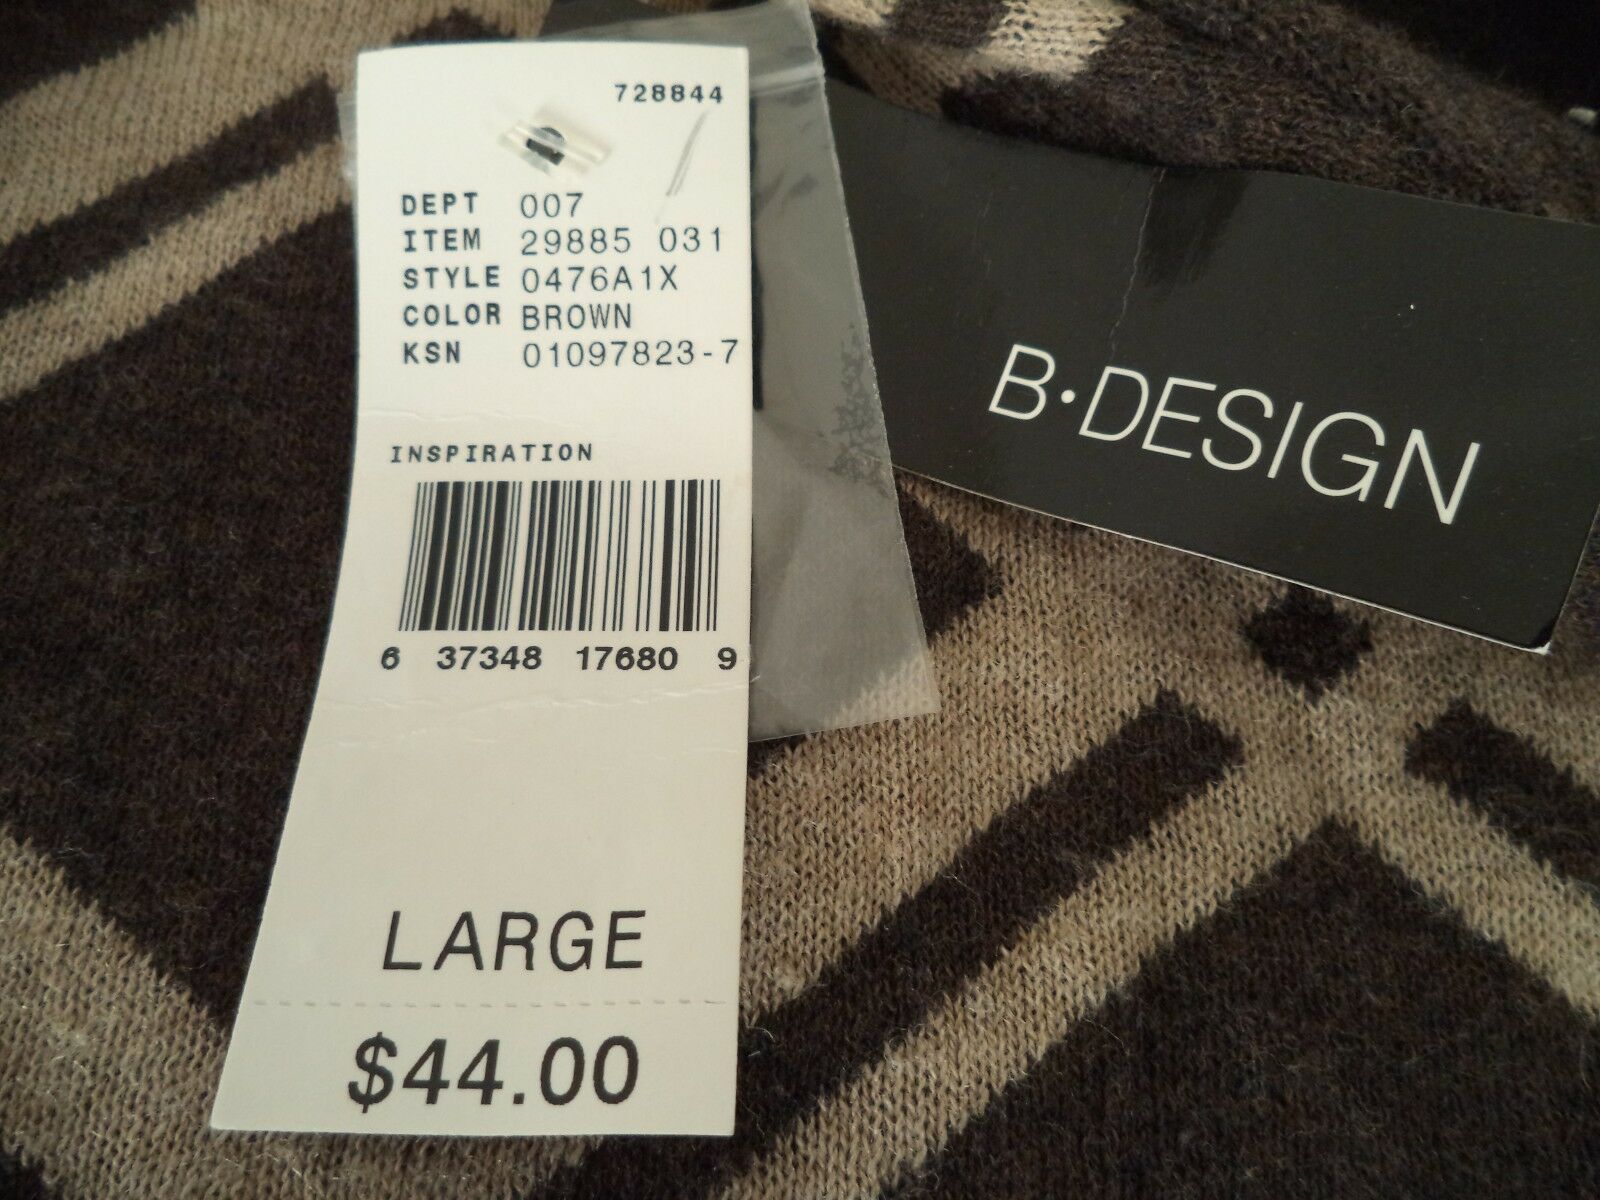 728844
DEPT 007
ITEM 29885 031
STYLE 0476A1X
COLOR BROWN
KSN 01097823-7
INSPIRATION
6 37348 17680 9
LARGE
$44.00
B·DESIGN